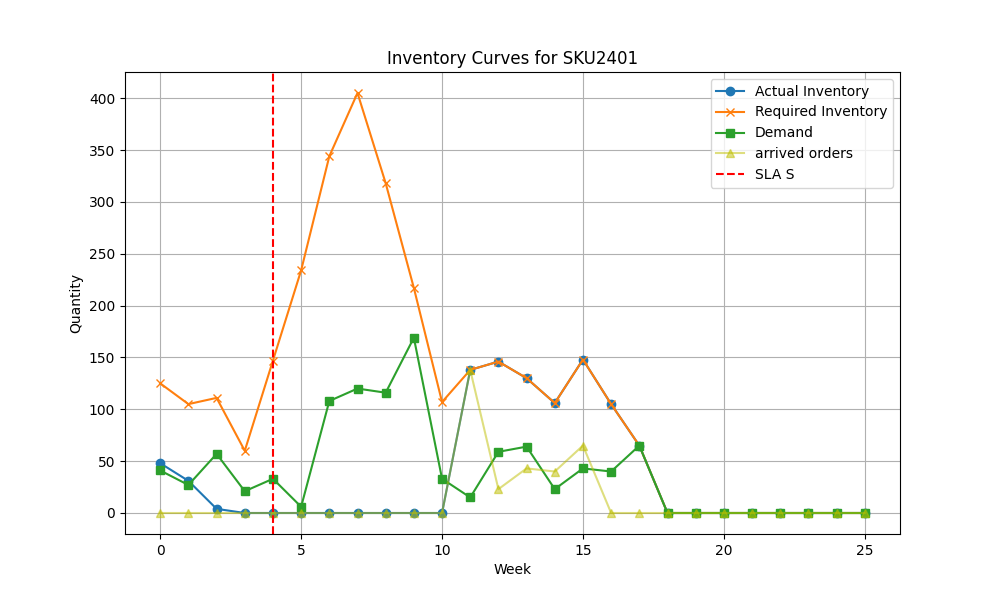 Inventory Curves for SKU2401
Actual Inventory
Required Inventory
Demand
arrived orders
SLA S
Quantity
400
350
300
250
200
150
100
50
0
0 5 10 15 20 25
Week